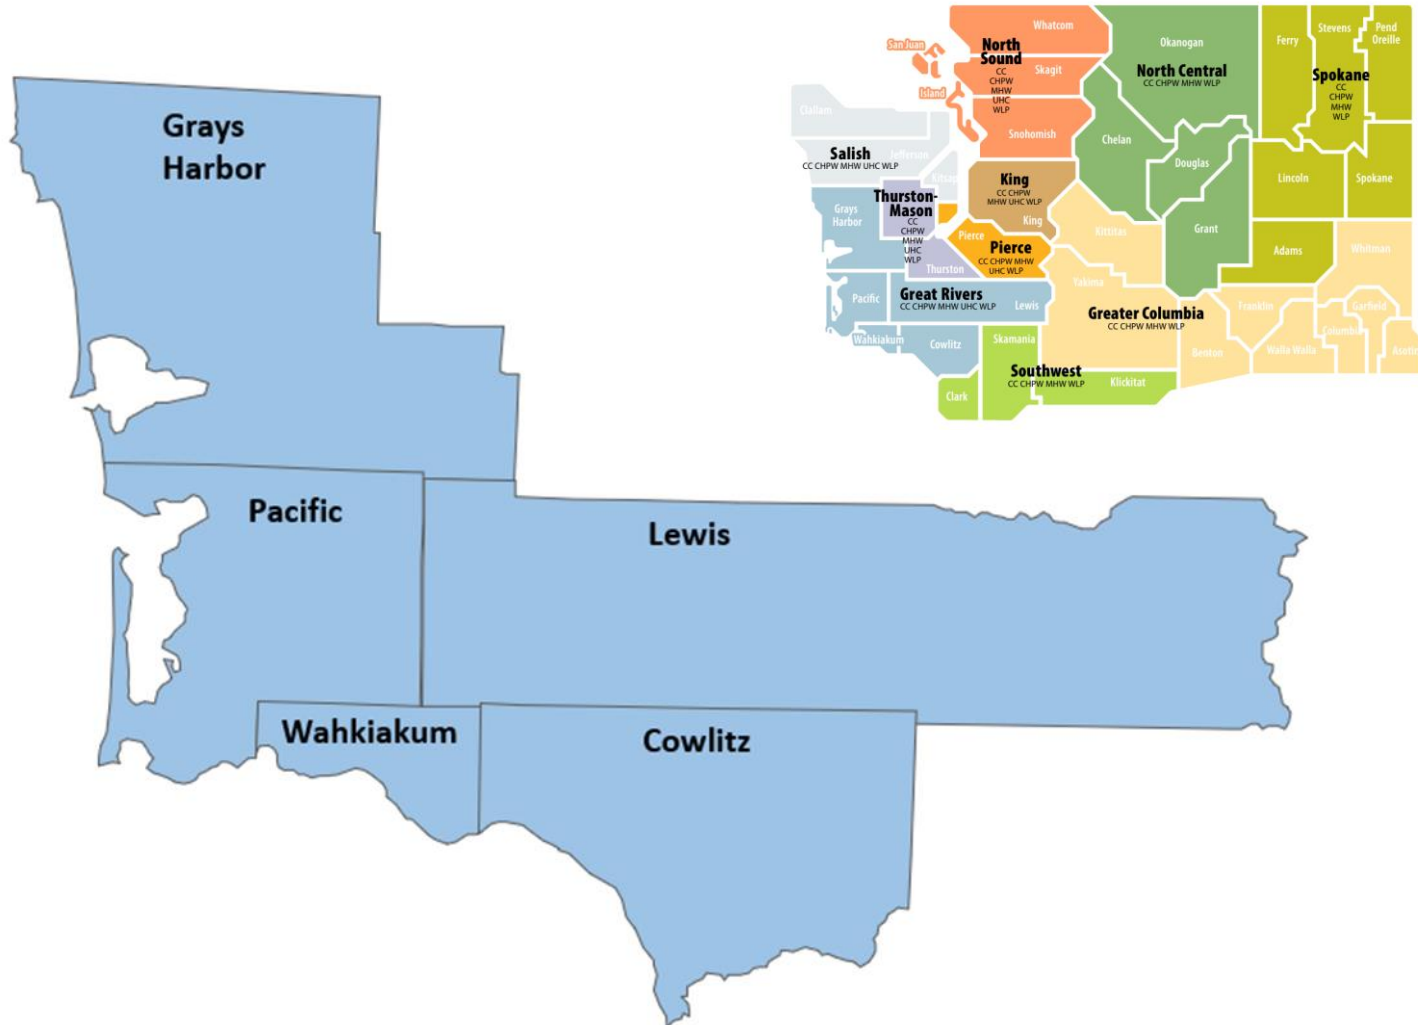 Grays
Harbor
Pacific
Lewis
Wahkiakum
Cowlitz
Whatcom
San Juan
North
Sound
CC
CHPW
MHW
UHC
WLP
Skagit
Island
Snohomish
Okanogan
North Central
CC CHPW MHW WLP
Ferry
Stevens
Pend
Oreille
Spokane
CC
CHPW
MHW
WLP
Clallam
Salish
Jefferson
CC CHPW MHW UHC WLP
Kitsap
Chelan
Douglas
Lincoln
Spokane
King
CC CHPW
MHW UHC WLP
King
Thurston-
Mason
CC
CHPW
MHW
UHC
WLP
Grays
Harbor
Thurston
Pierce
Pierce
CC CHPW MHW
UHC WLP
Kittitas
Grant
Adams
Whitman
Pacific
Great Rivers
CC CHPW MHW UHC WLP
Lewis
Yakima
Greater Columbia
CC CHPW MHW WLP
Franklin
Garfield
Columbia
Benton
Walla Walla
Asotin
Wahkiakum
Cowlitz
Skamania
Southwest
CC CHPW MHW WLP
Klickitat
Clark